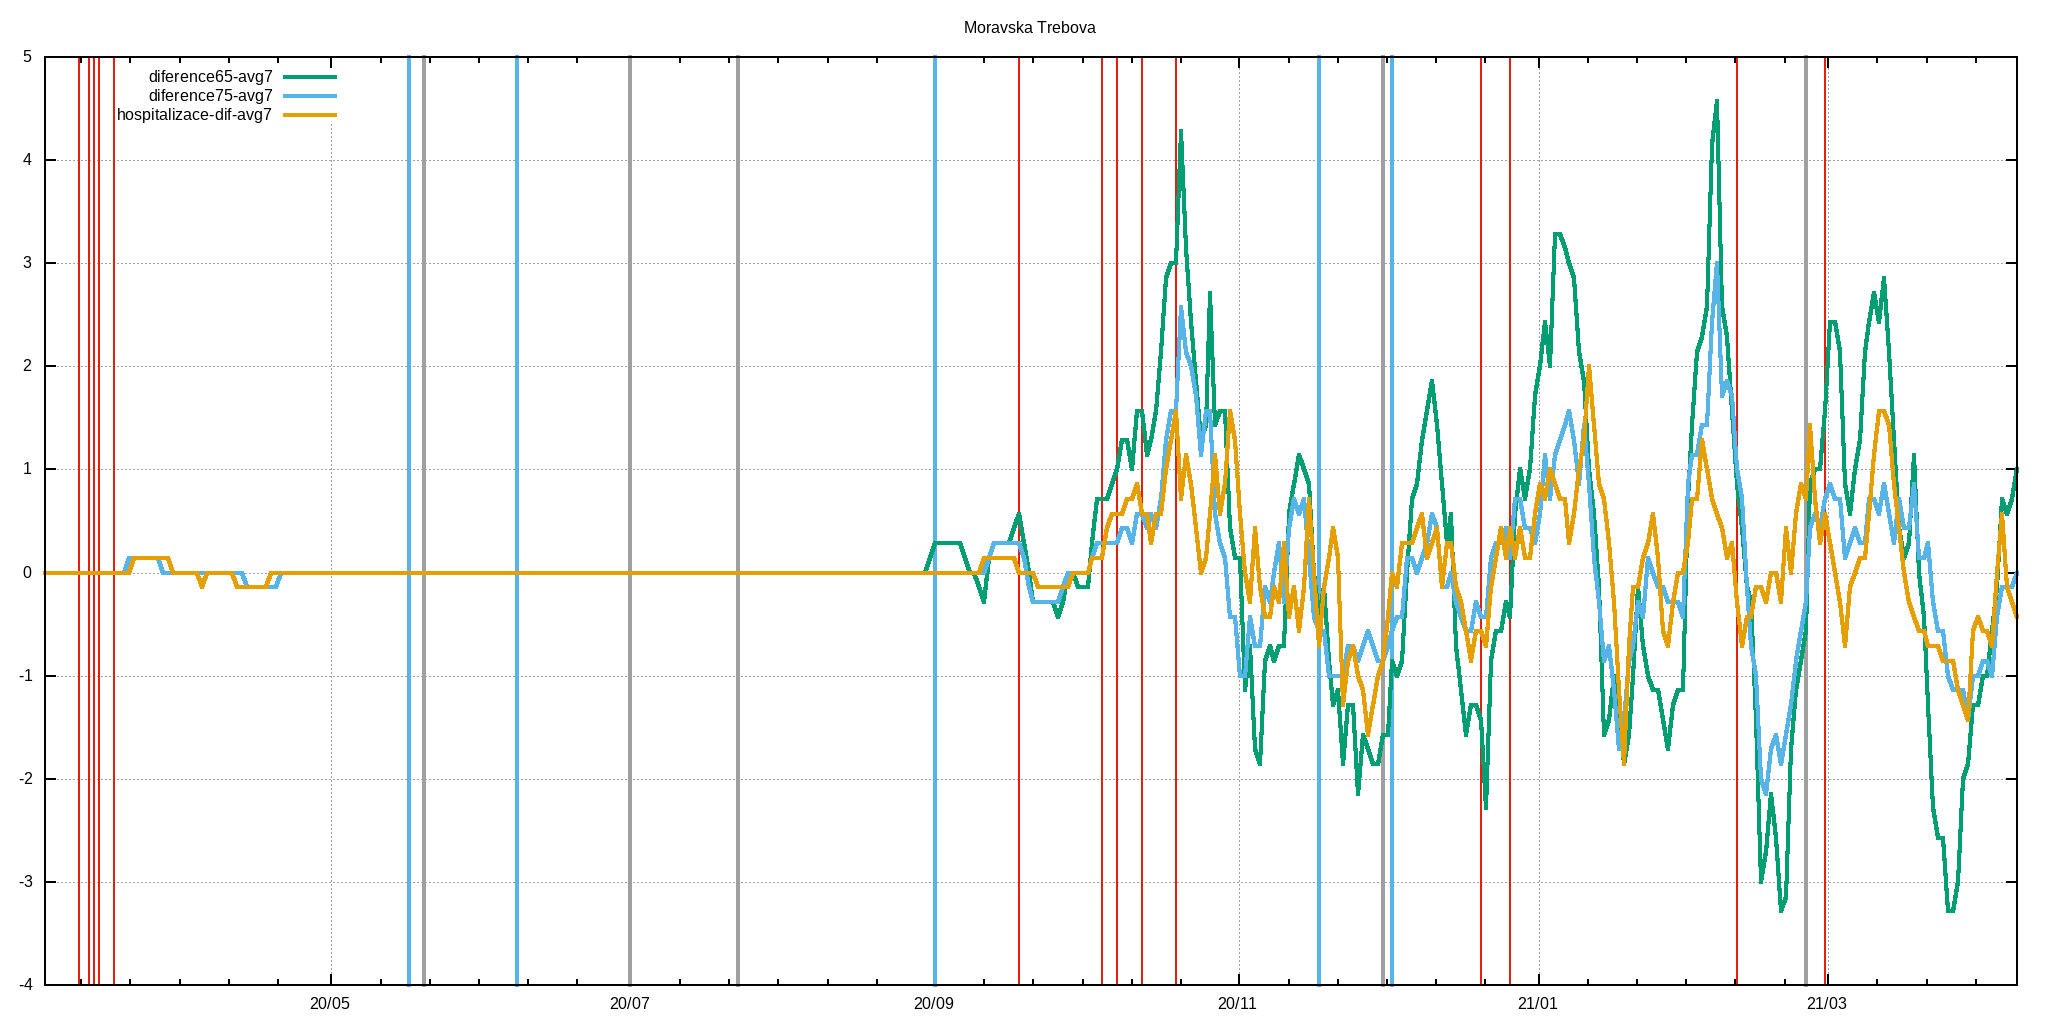 Moravska Trebova
diference65-avg7
diference75-avg7
hospitalizace-dif-avg7
5
4
3
2
1
0
-1
-2
-3
-4
20/05 20/07 20/09 20/11 21/01 21/03